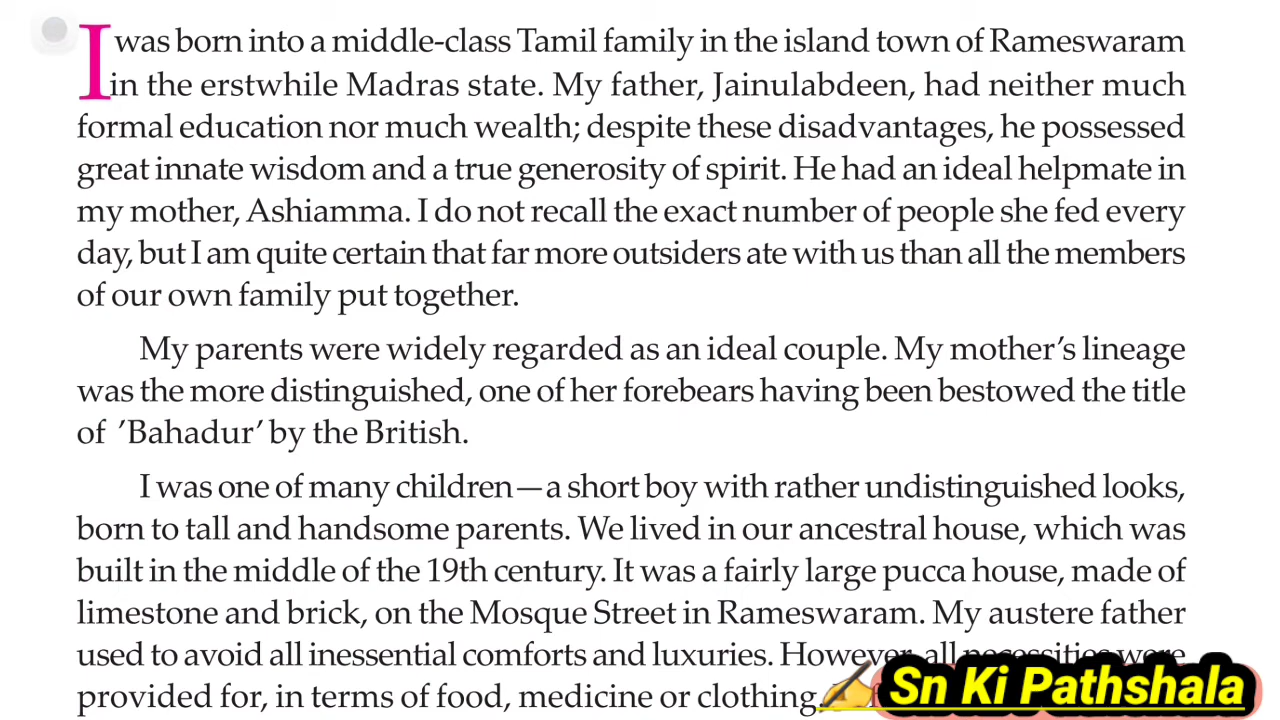 I was born into a middle-class Tamil family in the island town of Rameswaram
in the erstwhile Madras state. My father, Jainulabdeen, had neither much
formal education nor much wealth; despite these disadvantages, he possessed
great innate wisdom and a true generosity of spirit. He had an ideal helpmate in
my mother, Ashiamma. I do not recall the exact number of people she fed every
day, but I am quite certain that far more outsiders ate with us than all the members
of our own family put together.
My parents were widely regarded as an ideal couple. My mother’s lineage
was the more distinguished, one of her forebears having been bestowed the title
of ’Bahadur’ by the British.
I was one of many children—a short boy with rather undistinguished looks,
born to tall and handsome parents. We lived in our ancestral house, which was
built in the middle of the 19th century. It was a fairly large pucca house, made of
limestone and brick, on the Mosque Street in Rameswaram. My austere father
used to avoid all inessential comforts and luxuries. However, all necessities were
provided for, in terms of food, medicine or clothing.
Sn Ki Pathshala